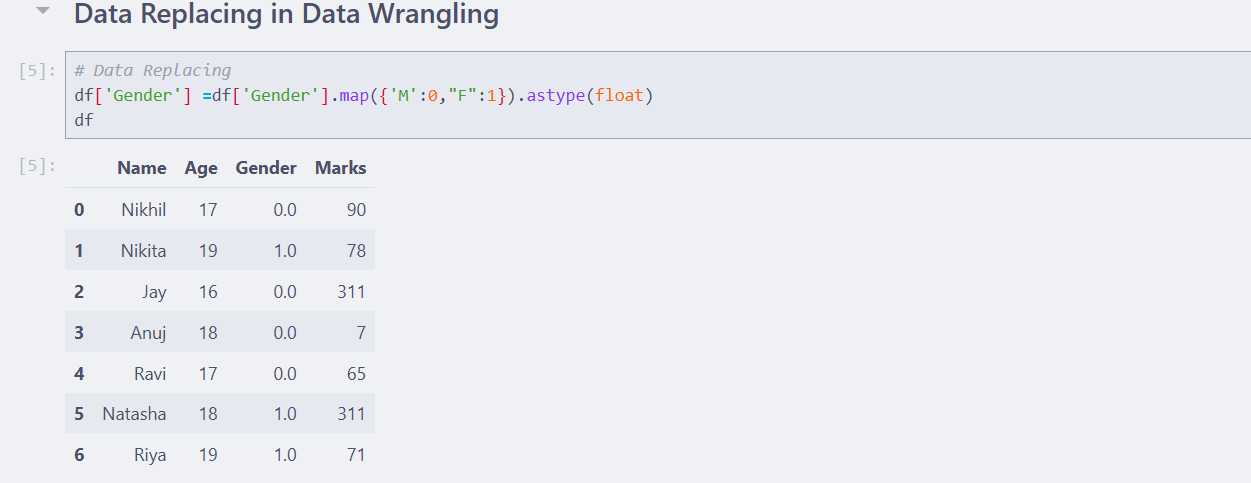 Data Replacing in Data Wrangling
[5]: # Data Replacing
df['Gender'] =df['Gender'].map({'M':0,"F":1}).astype(float)
df
[5]:
Name Age Gender Marks
0 Nikhil 17 0.0 90
1 Nikita 19 1.0 78
2 Jay 16 0.0 311
3 Anuj 18 0.0 7
4 Ravi 17 0.0 65
5 Natasha 18 1.0 311
6 Riya 19 1.0 71